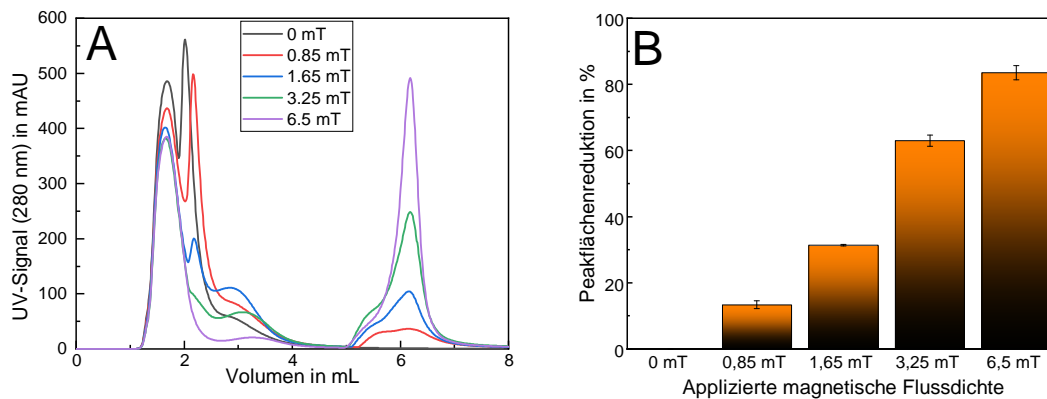 A
0 mT
0.85 mT
1.65 mT
3.25 mT
6.5 mT
UV-Signal (280 nm) in mAU
600
500
400
300
200
100
0
0 2 4 6 8
Volumen in mL
B
Peakflächenreduktion in %
100
80
60
40
20
0
0 mT 0,85 mT 1,65 mT 3,25 mT 6,5 mT
Applizierte magnetische Flussdichte